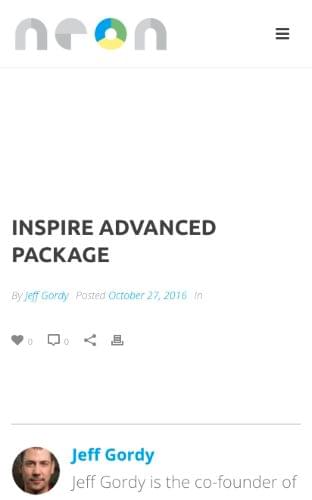 neon
INSPIRE ADVANCED
PACKAGE
By Jeff Gordy Posted October 27, 2016 In
0 0
Jeff Gordy
Jeff Gordy is the co-founder of